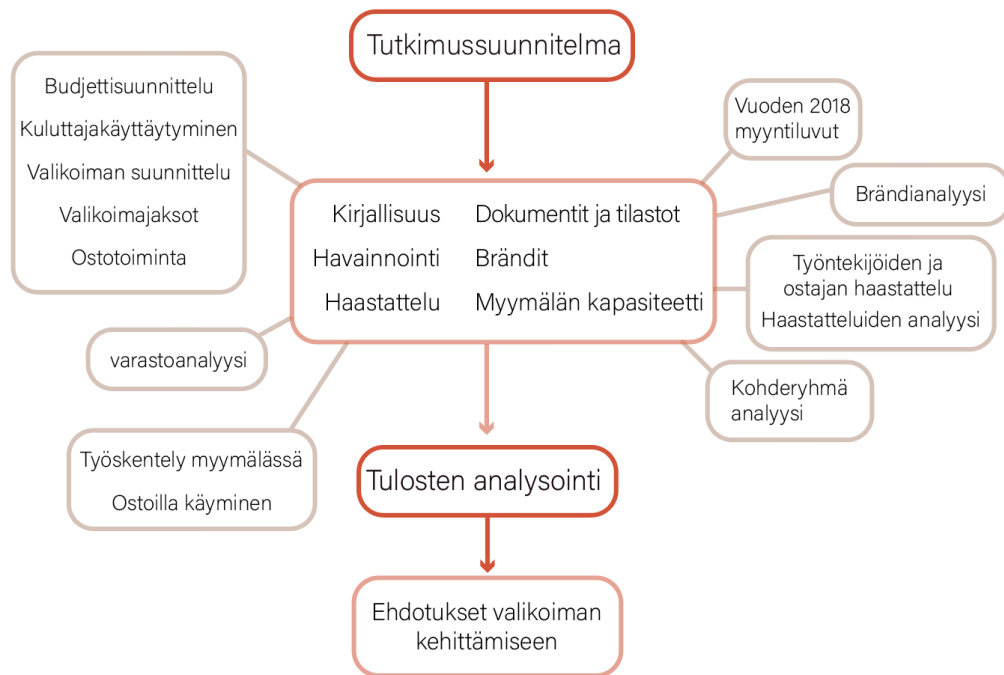 Tutkimussuunnitelma
Budjettisuunnittelu
Kuluttajakäyttäytyminen
Valikoiman suunnittelu
Valikoimajaksot
Ostotoiminta
Vuoden 2018
myyntiluvut
Brändianalyysi
Kirjallisuus
Havainnointi
Haastattelu
Dokumentit ja tilastot
Brändit
Myymälän kapasiteetti
Työntekijöiden ja
ostajan haastattelu
Haastatteluiden analyysi
varastoanalyysi
Kohderyhmä
analyysi
Työskentely myymälässä
Ostoilla käyminen
Tulosten analysointi
Ehdotukset valikoiman
kehittämiseen